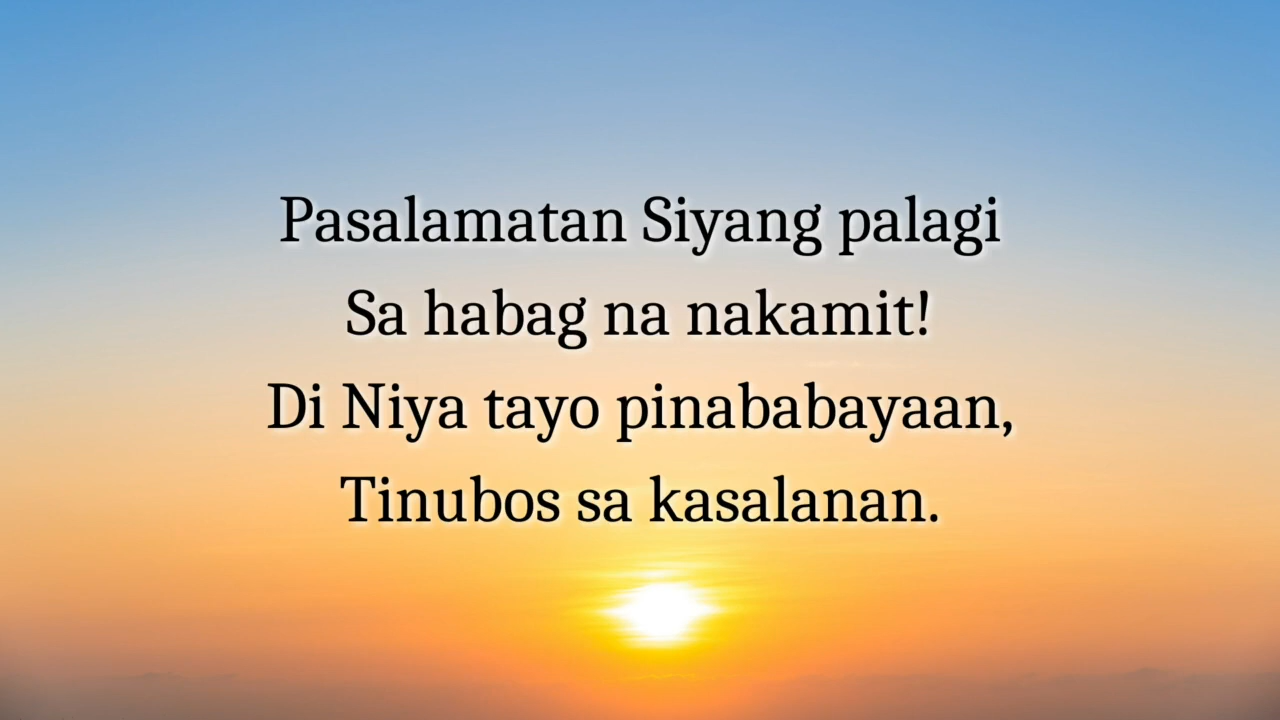 Pasalamatan Siyang palagi
Sa habag na nakamit!
Di Niya tayo pinababayaan,
Tinubos sa kasalanan.